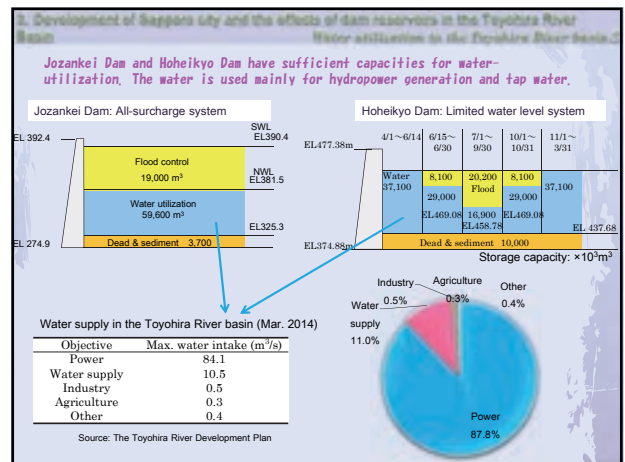 2. Development of Sapporo city and the effects of dam reservoirs in the Toyohira River
Basin
Water utilization in the Toyohira River basin
Jozankei Dam and Hoheikyo Dam have sufficient capacities for water-
utilization. The water is used mainly for hydropower generation and tap water.
Jozankei Dam: All-surcharge system
Hoheikyo Dam: Limited water level system
EL 392.4
SWL
EL390.4
Flood control
19,000 m³
NWL
EL381.5
Water utilization
59,600 m³
EL325.3
EL 274.9
Dead & sediment 3,700
4/1～6/14
6/15～
6/30
7/1～
9/30
10/1～
10/31
11/1～
3/31
EL477.38m
Water
37,100
8,100
20,200
Flood
8,100
29,000
29,000
37,100
EL469.08
16,900
EL469.08
EL458.78
EL 437.68
EL374.88m
Dead & sediment 10,000
Storage capacity: ×10³m³
Water supply in the Toyohira River basin (Mar. 2014)
Objective Max. water intake (m³/s)
Power 84.1
Water supply 10.5
Industry 0.5
Agriculture 0.3
Other 0.4
Source: The Toyohira River Development Plan
Industry
0.5%
Agriculture
0.3%
Other
0.4%
Water
supply
11.0%
Power
87.8%